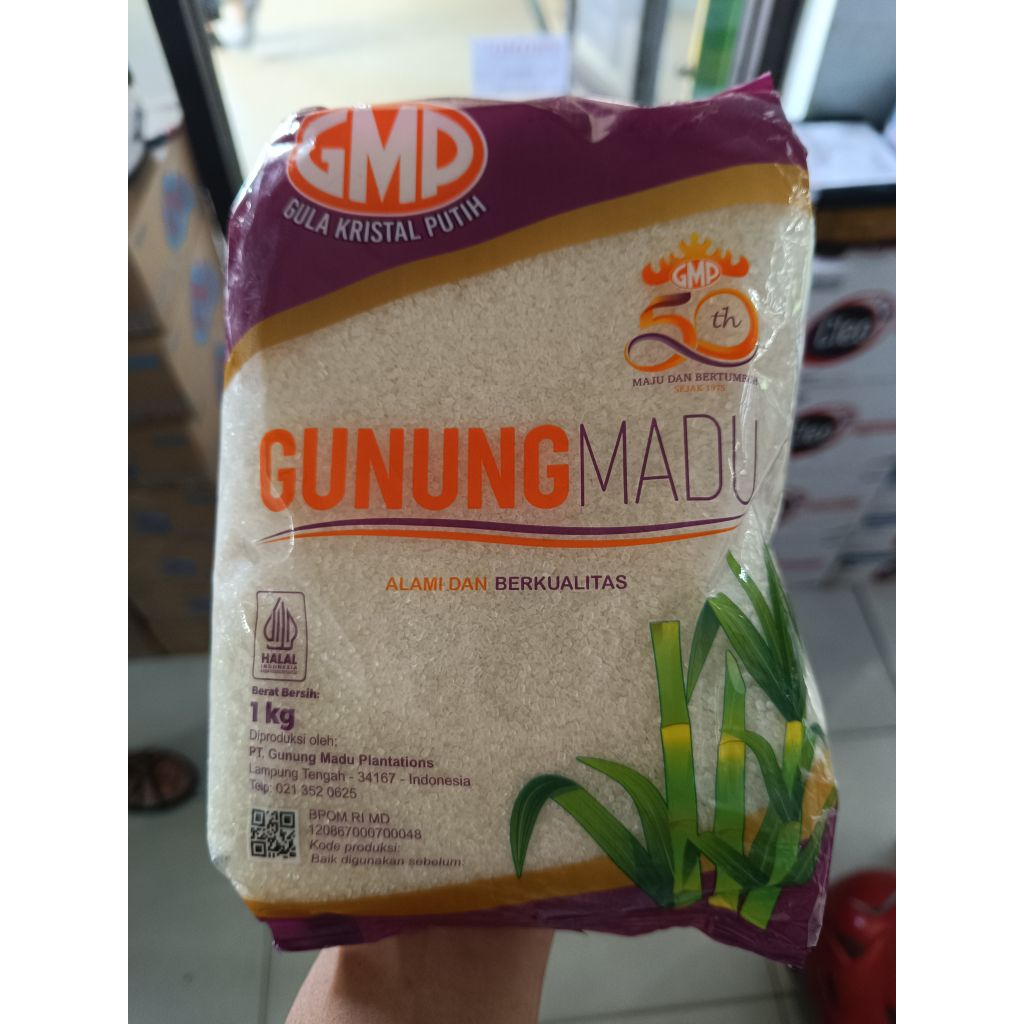 GMP
GULA KRISTAL PUTIH
GMP
50th
MAJU DAN BERTUMBUH
SEJAK 1975
GUNUNGMADU
ALAMI DAN BERKUALITAS
HALAL
INDONESIA
Berat Bersih:
1 kg
Diproduksi oleh:
PT. Gunung Madu Plantations
Lampung Tengah - 34167 - Indonesia
Telp: 021 352 0625
BPOM RI MD
120867000700048
Kode produksi:
Baik digunakan sebelum:
Cleo
Cleo